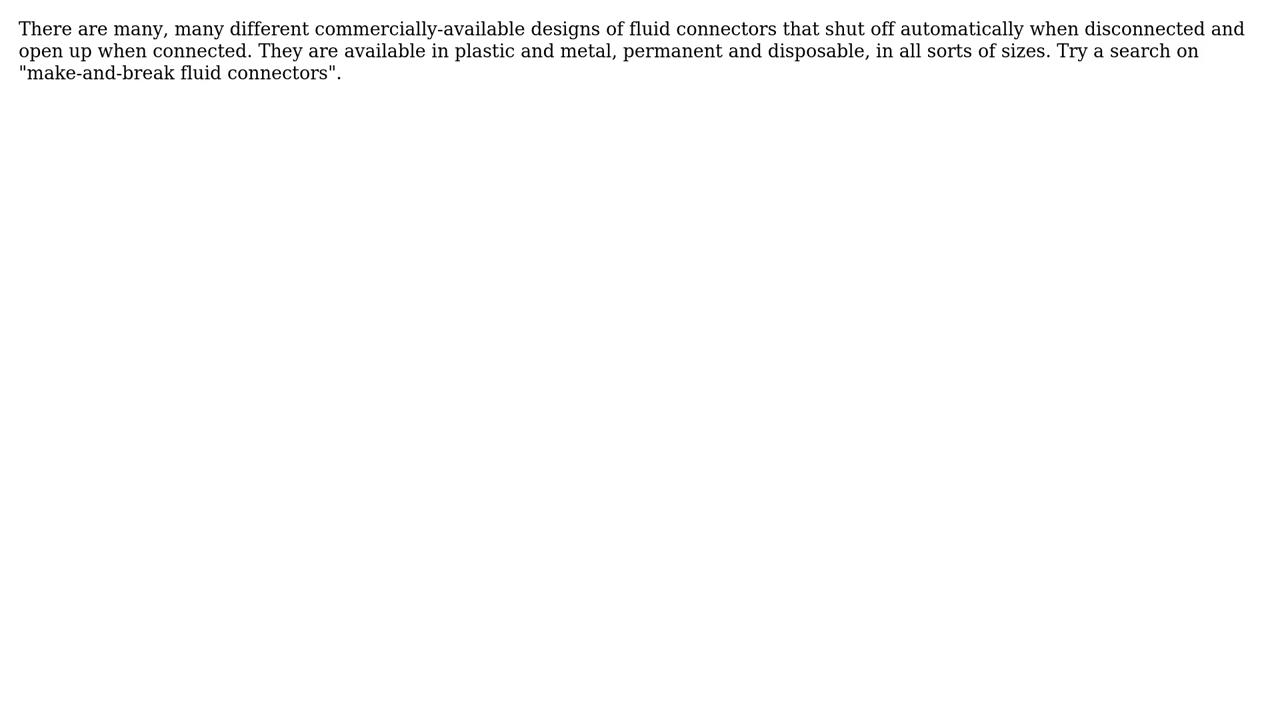 There are many, many different commercially-available designs of fluid connectors that shut off automatically when disconnected and
open up when connected. They are available in plastic and metal, permanent and disposable, in all sorts of sizes. Try a search on
"make-and-break fluid connectors".